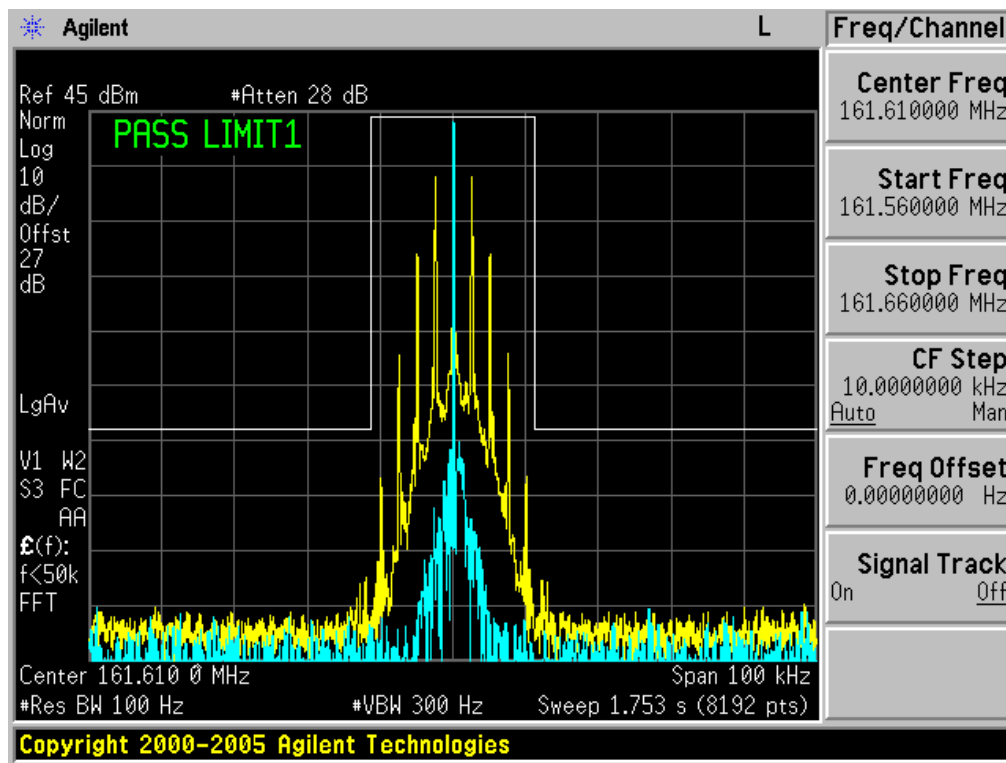 Agilent L Freq/Channel
Ref 45 dBm #Atten 28 dB
Norm
Log
10
dB/
Offst
27
dB
PASS LIMIT1
LgAv
V1 W2
S3 FC
AA
£(f):
f<50k
FFT
Center 161.610 0 MHz Span 100 kHz
#Res BW 100 Hz #VBW 300 Hz Sweep 1.753 s (8192 pts)
Copyright 2000-2005 Agilent Technologies
Center Freq
161.610000 MHz
Start Freq
161.560000 MHz
Stop Freq
161.660000 MHz
CF Step
10.0000000 kHz
Auto Man
Freq Offset
0.00000000 Hz
Signal Track
On Off